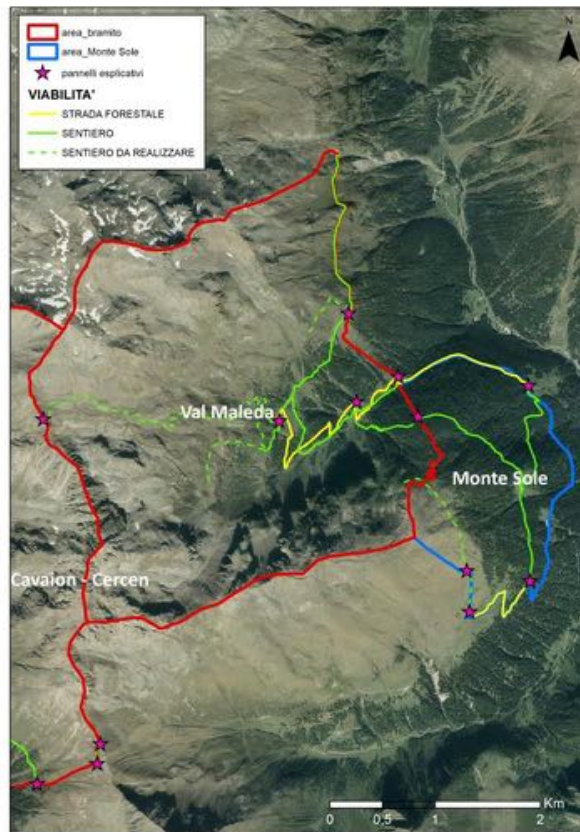 N
area_bramito
area_Monte Sole
pannelli esplicativi
VIABILITA'
STRADA FORESTALE
SENTIERO
SENTIERO DA REALIZZARE
Val Maleda
Monte Sole
Cavaion - Cercen
Km
0 0,5 1 2